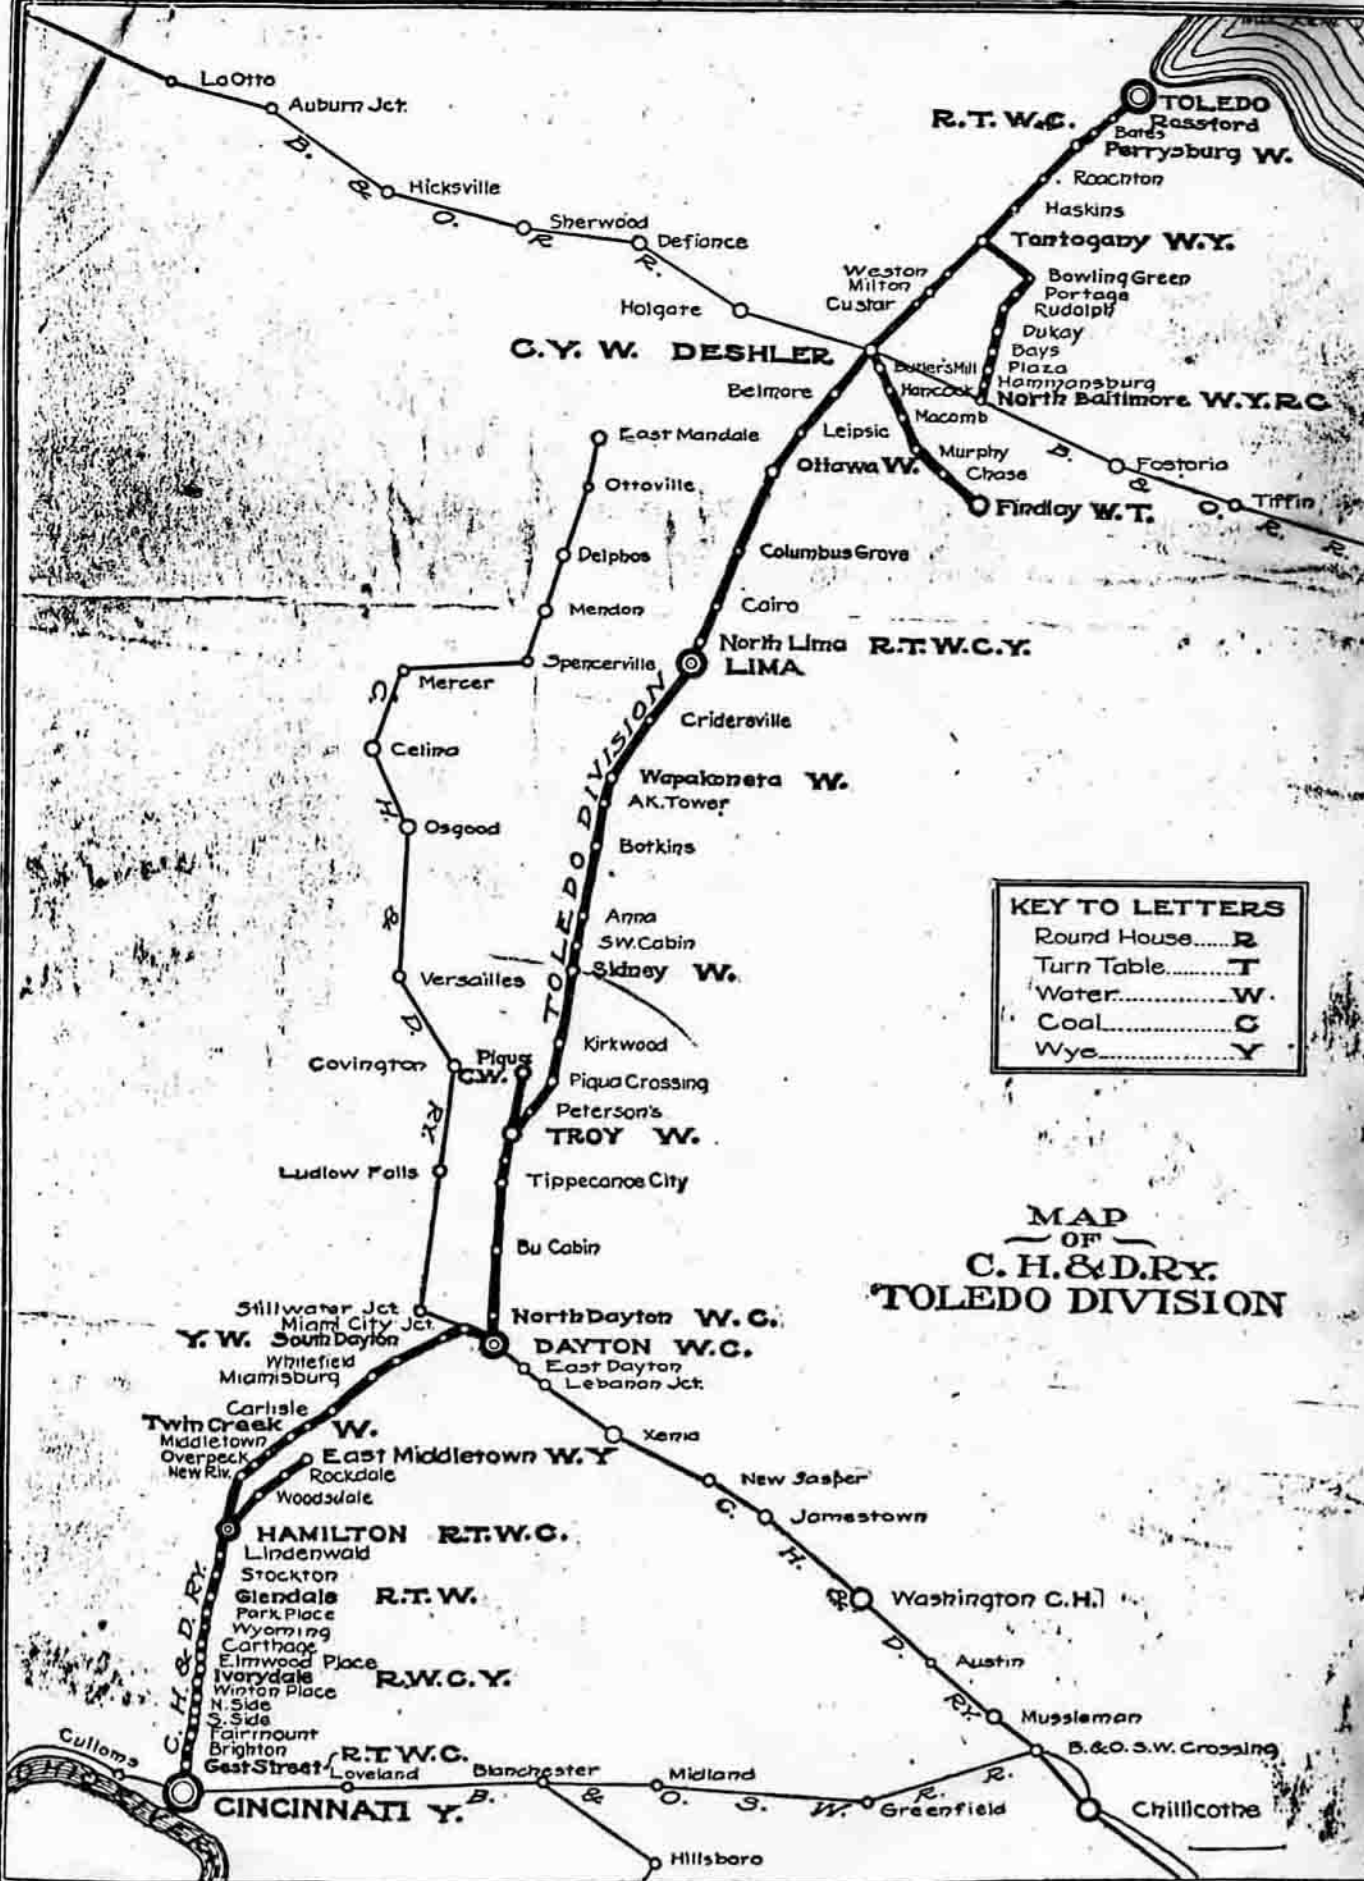 LaOtto
Auburn Jct.
B. & O. R. R.
Hicksville
Sherwood
Defiance
Holgate
TOLEDO
Rossford
Bates
R.T.W.C.
Perrysburg W.
Roachton
Haskins
Tontogany W.Y.
Weston
Milton
Custar
Bowling Green
Portage
Rudolph
Dukay
Bays
Plaza
Hammansburg
North Baltimore W.Y.R.C
C.Y. W. DESHLER
Butler's Mill
Hancock
Macomb
Murphy
Chase
Findlay W.T.
Fostoria
Tiffin
B. & O. R. R.
Belmore
Leipsic
Ottawa W.
Columbus Grove
Cairo
North Lima R.T.W.C.Y.
LIMA
East Mandale
Ottoville
Delphos
Mendon
Spencerville
Mercer
Celina
Osgood
Versailles
Covington
Ludlow Falls
C. H. & D. RY.
TOLEDO DIVISION
Cridersville
Wapakoneta W.
AK. Tower
Botkins
Anna
SW. Cabin
Sidney W.
Kirkwood
Piqua
C.W.
Piqua Crossing
Peterson's
TROY W.
Tippecanoe City
Bu Cabin
KEY TO LETTERS
Round House......R
Turn Table.........T
Water..............W.
Coal...............C
Wye................Y
MAP
OF
C. H. & D. RY.
TOLEDO DIVISION
Stillwater Jct
Miami City Jct.
North Dayton W. C.
Y. W. South Dayton
DAYTON W.C.
Whitefield
Miamisburg
East Dayton
Lebanon Jct.
Carlisle
Twin Creek W.
Middletown
Overpeck
New Riv.
East Middletown W.Y
Rockdale
Woodsdale
Xenia
New Jasper
Jamestown
Washington C.H.
Austin
Mussleman
B.&O. S.W. Crossing
Chillicothe
C. H. & D. RY.
HAMILTON R.T.W.C.
Lindenwald
Stockton
Glendale R.T.W.
Park Place
Wyoming
Carthage
Elmwood Place
Ivorydale R.W.C.Y.
Winton Place
N. Side
S. Side
Fairmount
Brighton
Gest Street R.T.W.C.
C. H. & D. RY.
Culloms
OHIO RIVER
CINCINNATI Y.
Loveland
Blanchester
Midland
Greenfield
B. & O. S. W. R. R.
Hillsboro